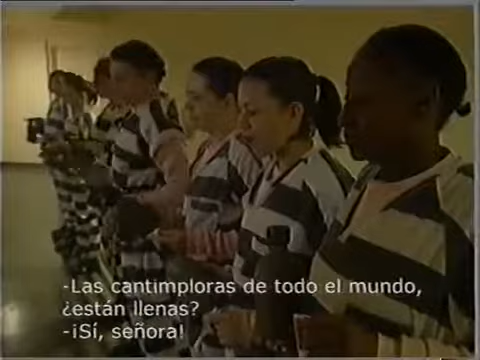 -Las cantimploras de todo el mundo,
¿están llenas?
-¡Sí, señora!